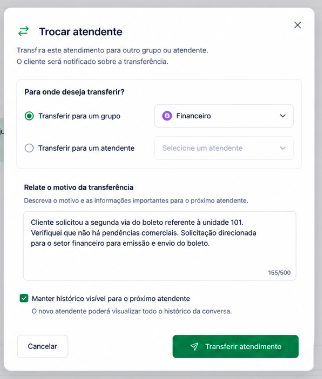 Trocar atendente
Transfira este atendimento para outro grupo ou atendente.
O cliente será notificado sobre a transferência.
Para onde deseja transferir?
Transferir para um grupo
Financeiro
Transferir para um atendente
Selecione um atendente
Relate o motivo da transferência
Descreva o motivo e as informações importantes para o próximo atendente.
Cliente solicitou a segunda via do boleto referente à unidade 101.
Verifiquei que não há pendências comerciais. Solicitação direcionada
para o setor financeiro para emissão e envio do boleto.
155/500
Manter histórico visível para o próximo atendente
O novo atendente poderá visualizar todo o histórico da conversa.
Cancelar
Transferir atendimento